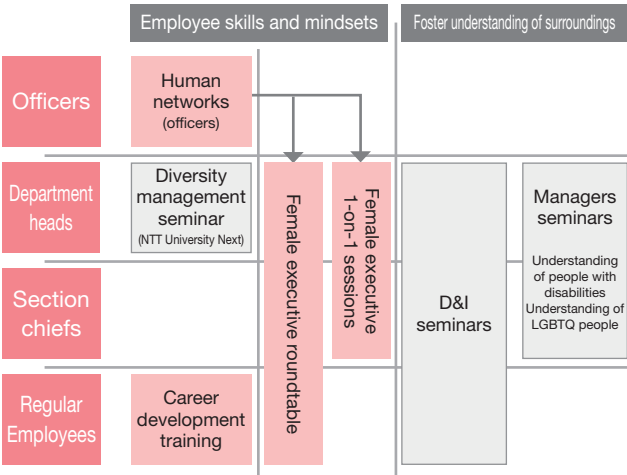 Employee skills and mindsets
Foster understanding of surroundings
Officers
Human
networks
(officers)
Department
heads
Diversity
management
seminar
(NTT University Next)
Female executive roundtable
Female executive
1-on-1 sessions
D&I
seminars
Managers
seminars
Understanding
of people with
disabilities
Understanding of
LGBTQ people
Section
chiefs
Regular
Employees
Career
development
training